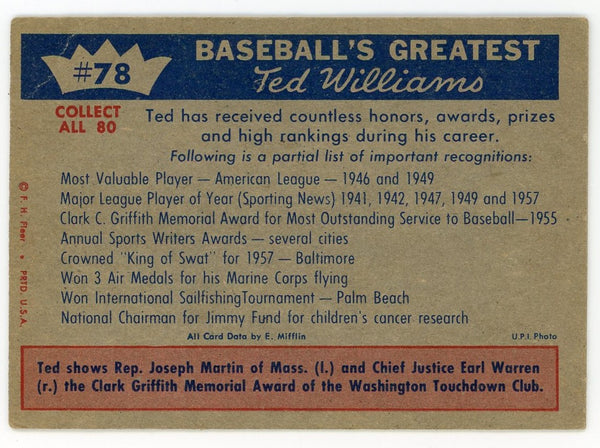 #78
BASEBALL'S GREATEST
Ted Williams
COLLECT
ALL 80
Ted has received countless honors, awards, prizes
and high rankings during his career.
Following is a partial list of important recognitions:
Most Valuable Player — American League — 1946 and 1949
Major League Player of Year (Sporting News) 1941, 1942, 1947, 1949 and 1957
Clark C. Griffith Memorial Award for Most Outstanding Service to Baseball—1955
Annual Sports Writers Awards — several cities
Crowned "King of Swat" for 1957 — Baltimore
Won 3 Air Medals for his Marine Corps flying
Won International SailfishingTournament — Palm Beach
National Chairman for Jimmy Fund for children's cancer research
All Card Data by E. Mifflin
U.P.I. Photo
© F. H. Fleer • PRTD. U.S.A.
Ted shows Rep. Joseph Martin of Mass. (l.) and Chief Justice Earl Warren
(r.) the Clark Griffith Memorial Award of the Washington Touchdown Club.